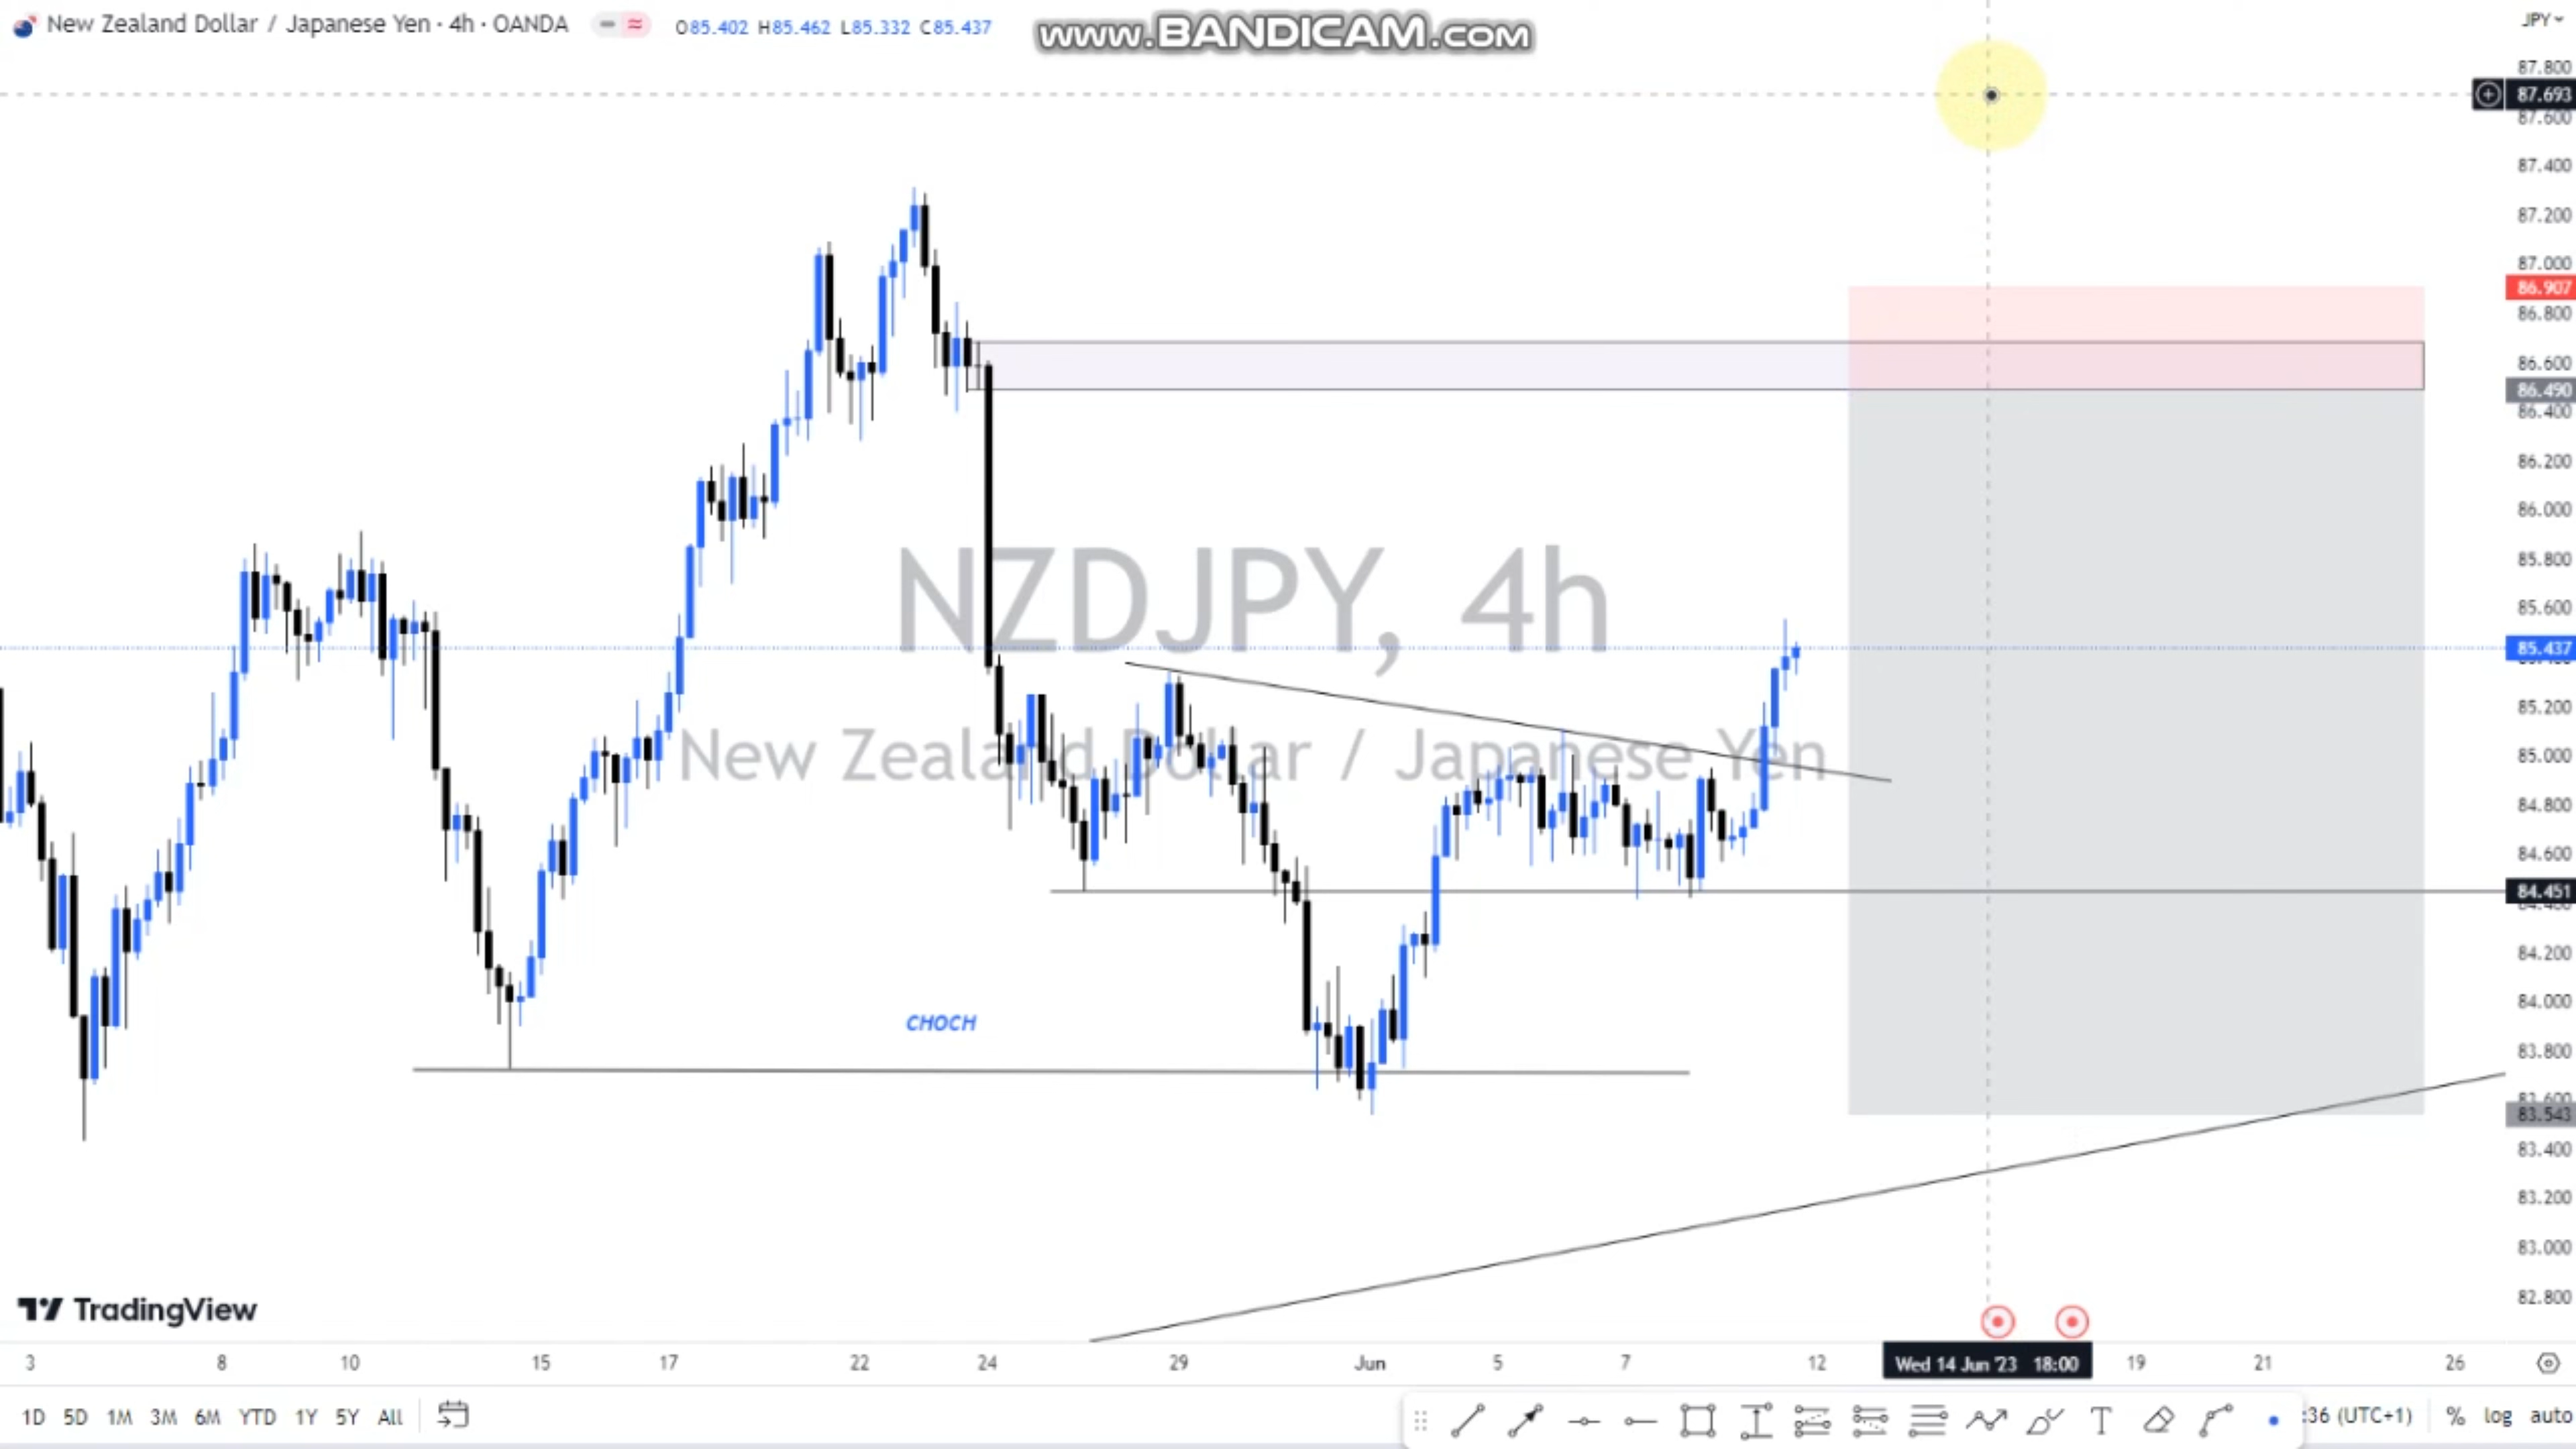 New Zealand Dollar / Japanese Yen · 4h · OANDA
O85.402 H85.462 L85.332 C85.437
www.BANDICAM.com
JPY
87.800
87.693
87.600
87.400
87.200
87.000
86.907
86.800
86.600
86.490
86.400
86.200
86.000
85.800
85.600
85.437
85.200
85.000
84.800
84.600
84.451
84.200
84.000
83.800
83.543
83.400
83.200
83.000
82.800
NZDJPY, 4h
New Zealand Dollar / Japanese Yen
CHOCH
TradingView
3 8 10 15 17 22 24 29 Jun 5 7 12 Wed 14 Jun '23 18:00 19 21 26
1D 5D 1M 3M 6M YTD 1Y 5Y All
:36 (UTC+1) % log auto